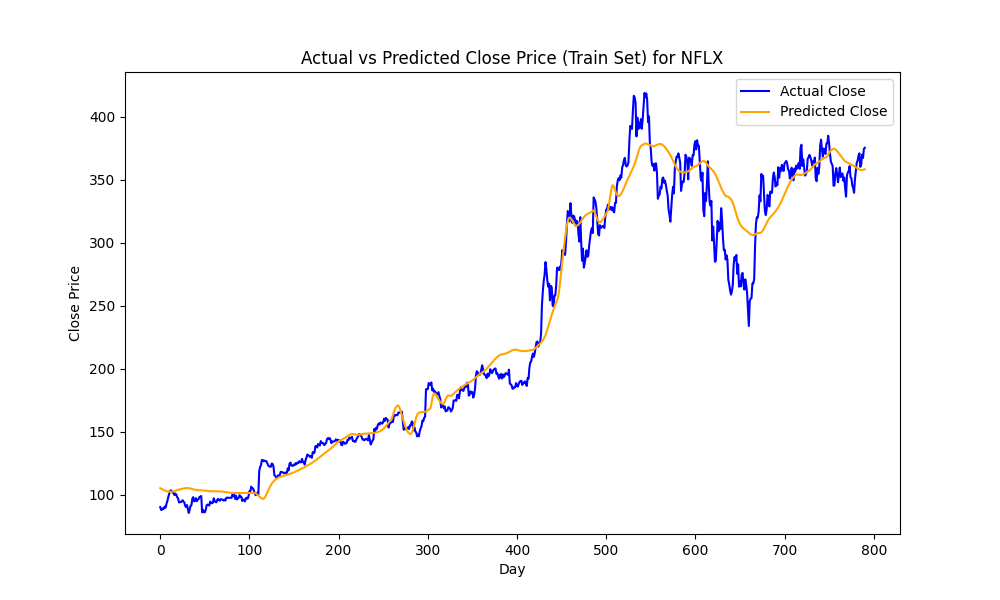 Actual vs Predicted Close Price (Train Set) for NFLX
Actual Close
Predicted Close
Close Price
400
350
300
250
200
150
100
0 100 200 300 400 500 600 700 800
Day